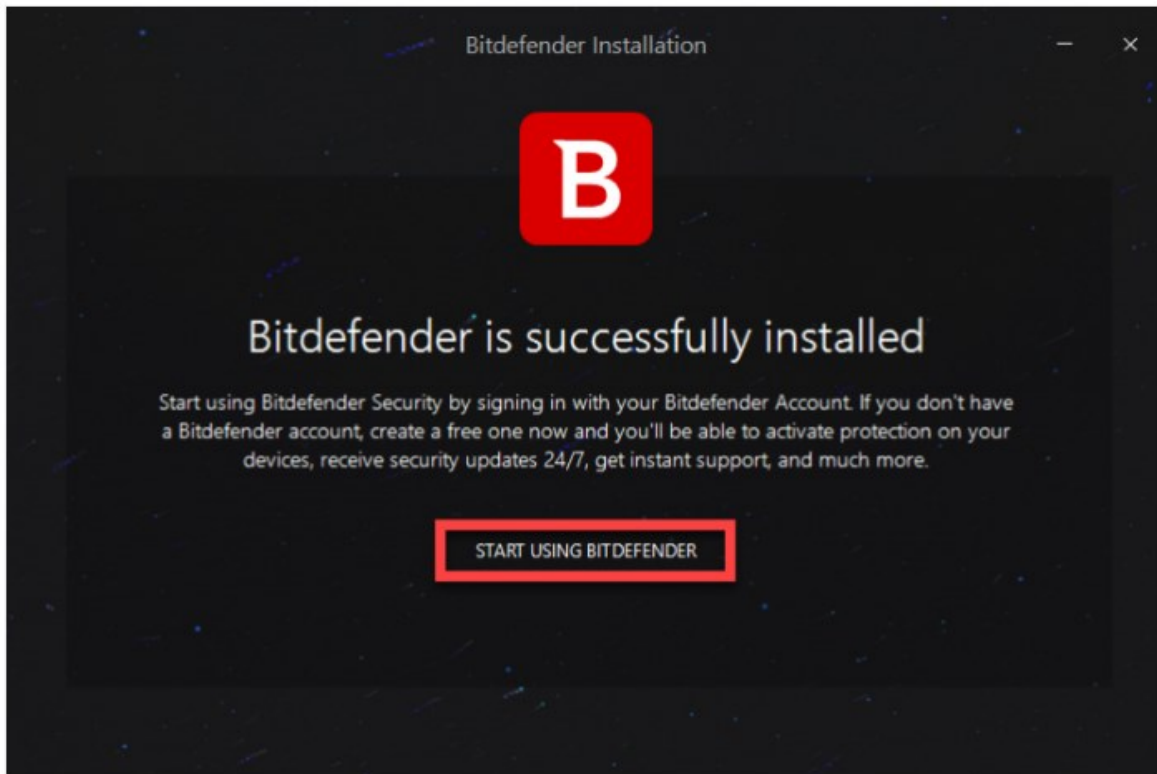 Bitdefender Installation
B
Bitdefender is successfully installed
Start using Bitdefender Security by signing in with your Bitdefender Account. If you don't have
a Bitdefender account, create a free one now and you'll be able to activate protection on your
devices, receive security updates 24/7, get instant support, and much more.
START USING BITDEFENDER